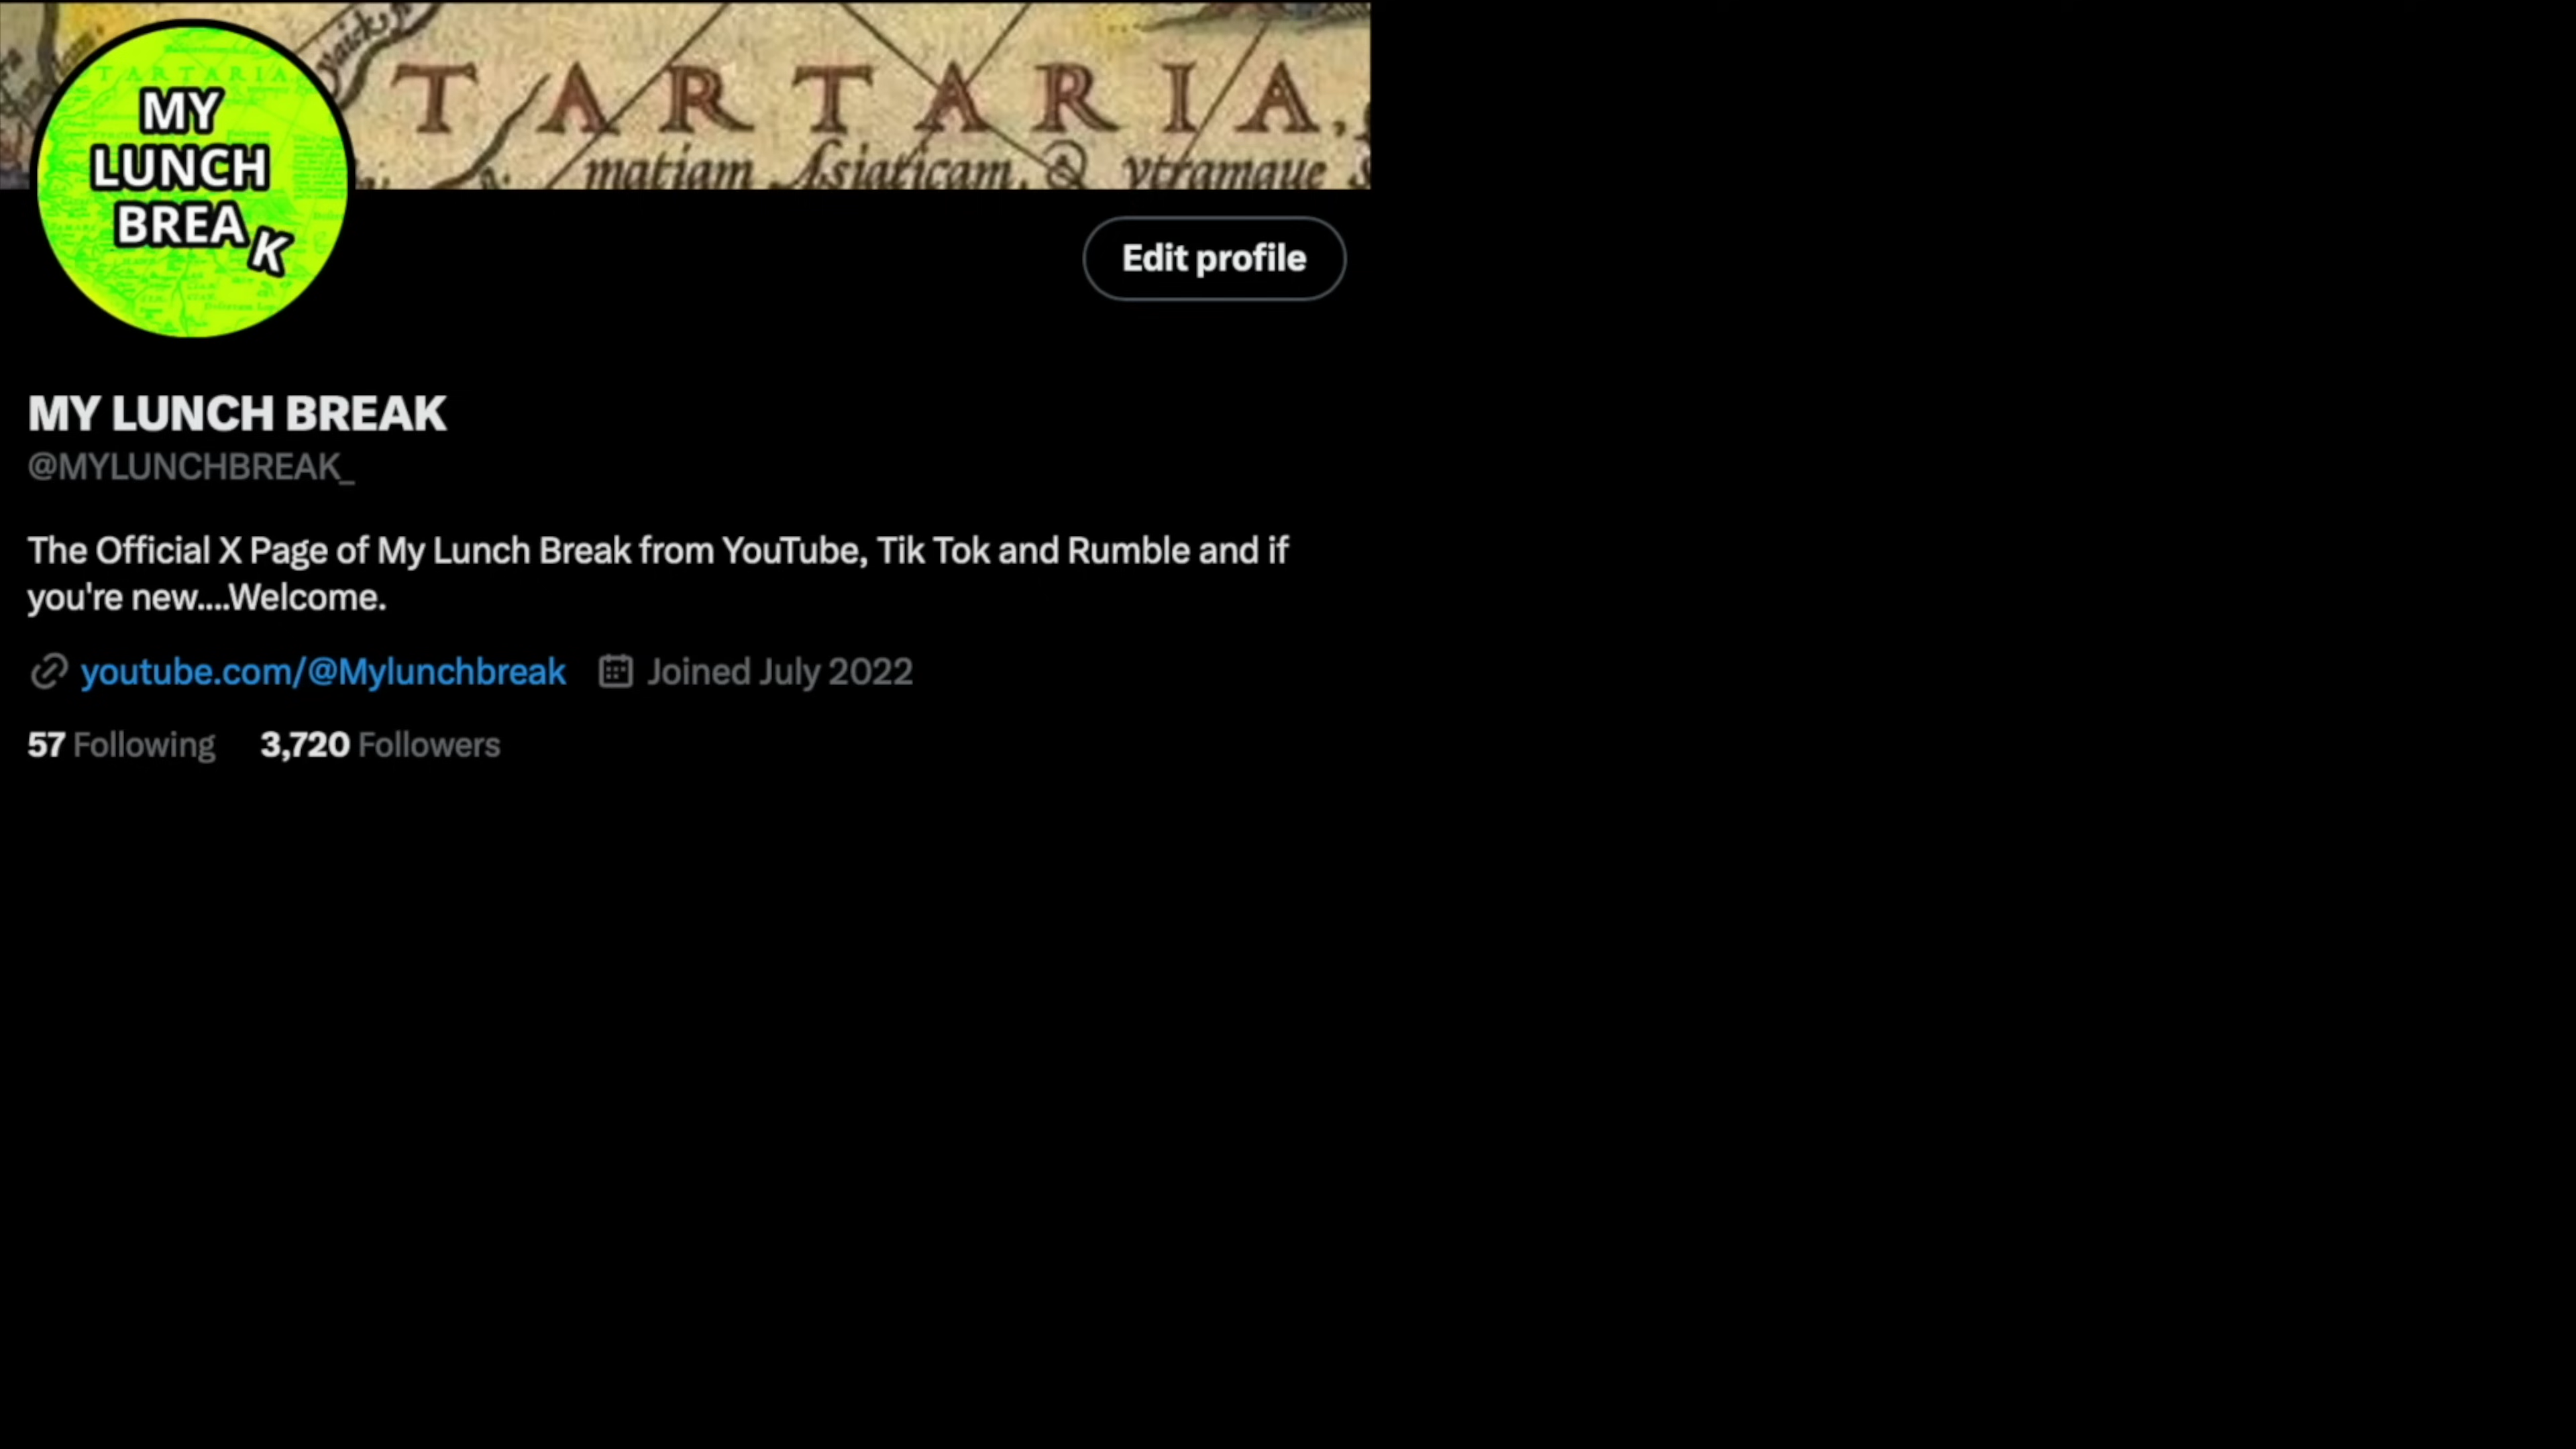 TARTARIA,
matiam Asiaticam, & vtramque
TARTARIA
MY
LUNCH
BREAK
Edit profile
MY LUNCH BREAK
@MYLUNCHBREAK_
The Official X Page of My Lunch Break from YouTube, Tik Tok and Rumble and if
you're new....Welcome.
youtube.com/@Mylunchbreak Joined July 2022
57 Following 3,720 Followers